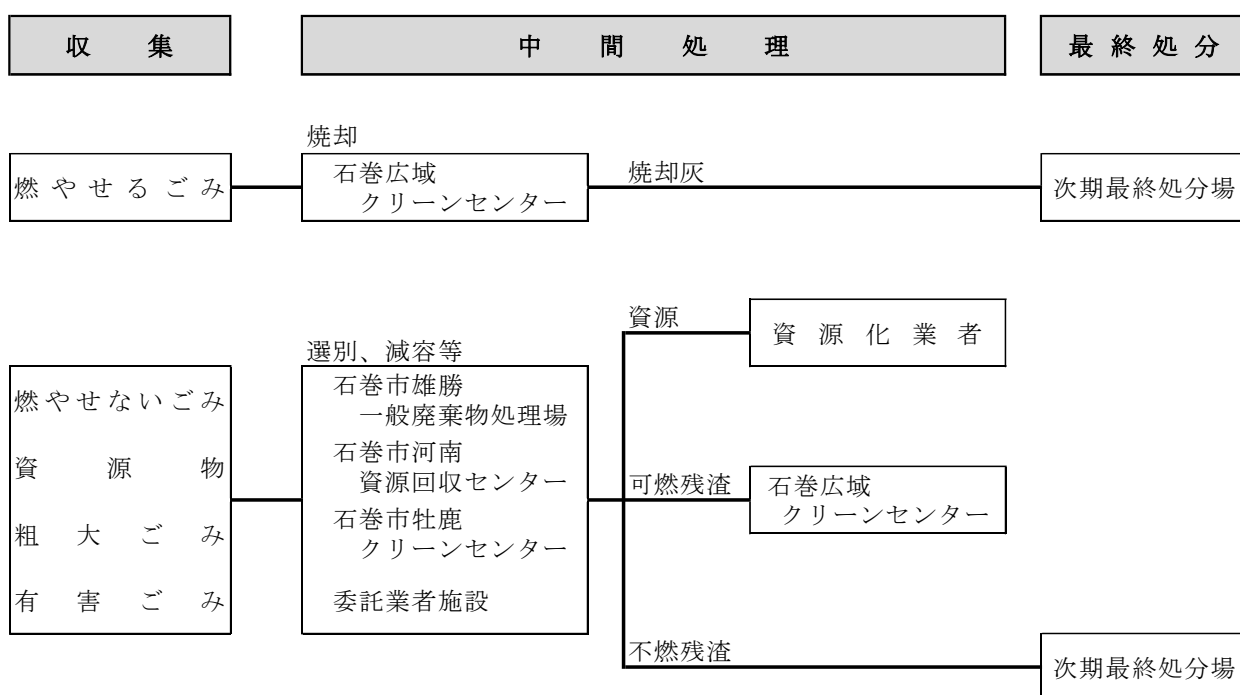 収集
中間処理
最終処分
焼却
燃やせるごみ
石巻広域
クリーンセンター
焼却灰
次期最終処分場
資源
資源化業者
選別、減容等
燃やせないごみ
資源物
粗大ごみ
有害ごみ
石巻市雄勝
一般廃棄物処理場
石巻市河南
資源回収センター
石巻市牡鹿
クリーンセンター
委託業者施設
可燃残渣
石巻広域
クリーンセンター
不燃残渣
次期最終処分場